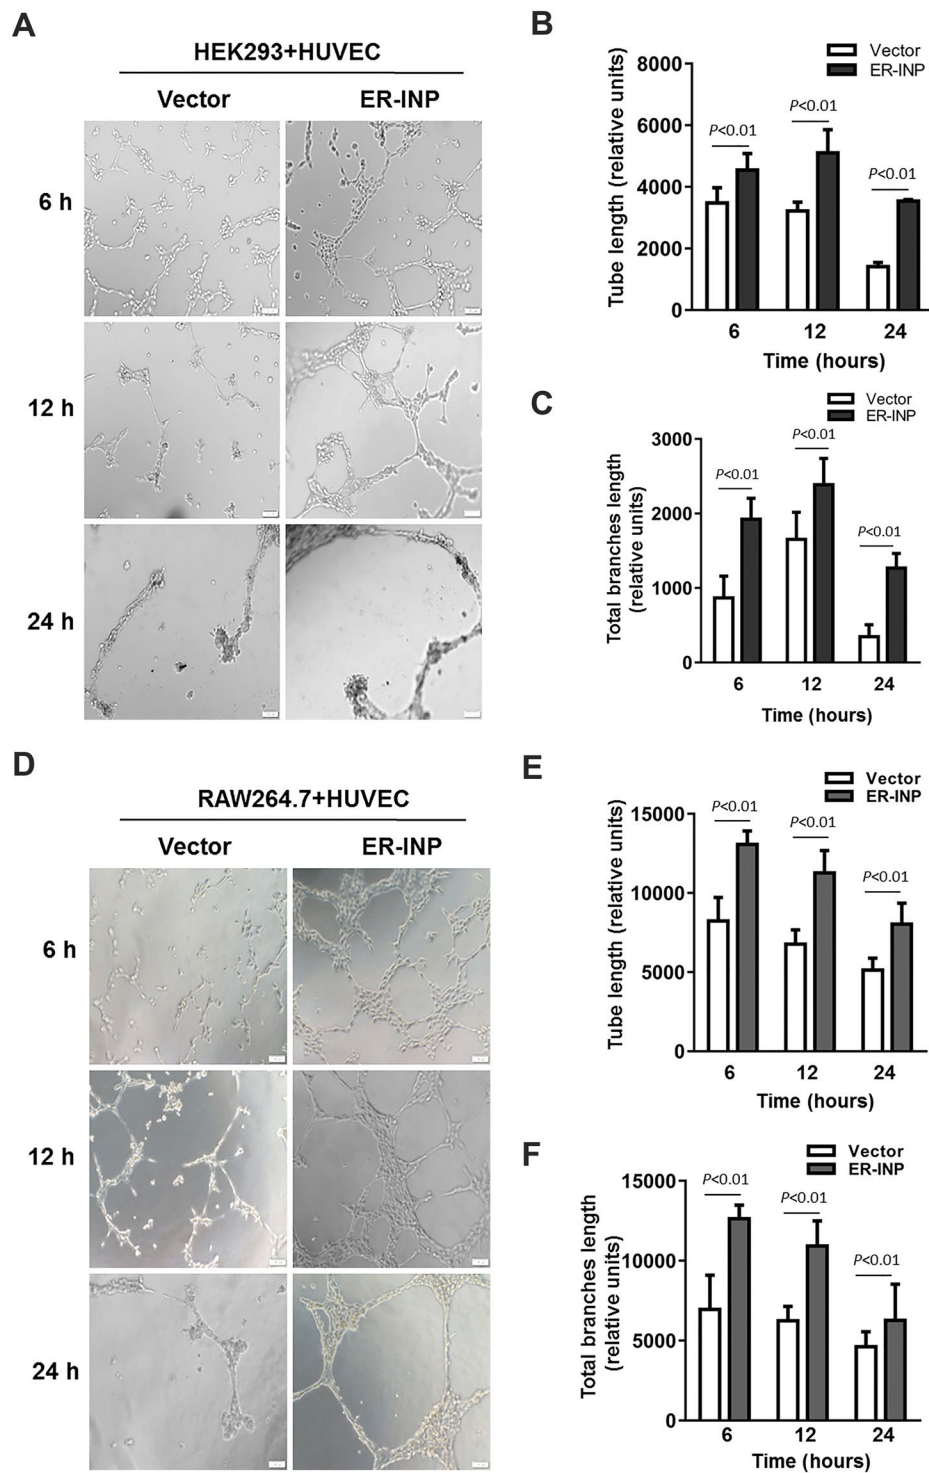 A
HEK293+HUVEC
Vector
ER-INP
6 h
12 h
24 h
B
Vector
ER-INP
8000
6000
4000
2000
0
Tube length (relative units)
P<0.01
P<0.01
P<0.01
6
12
24
Time (hours)
C
Vector
ER-INP
3000
2000
1000
0
Total branches length
(relative units)
P<0.01
P<0.01
P<0.01
6
12
24
Time (hours)
D
RAW264.7+HUVEC
Vector
ER-INP
6 h
12 h
24 h
E
Vector
ER-INP
15000
10000
5000
0
Tube length (relative units)
P<0.01
P<0.01
P<0.01
6
12
24
Time (hours)
F
Vector
ER-INP
15000
10000
5000
0
Total branches length
(relative units)
P<0.01
P<0.01
P<0.01
6
12
24
Time (hours)